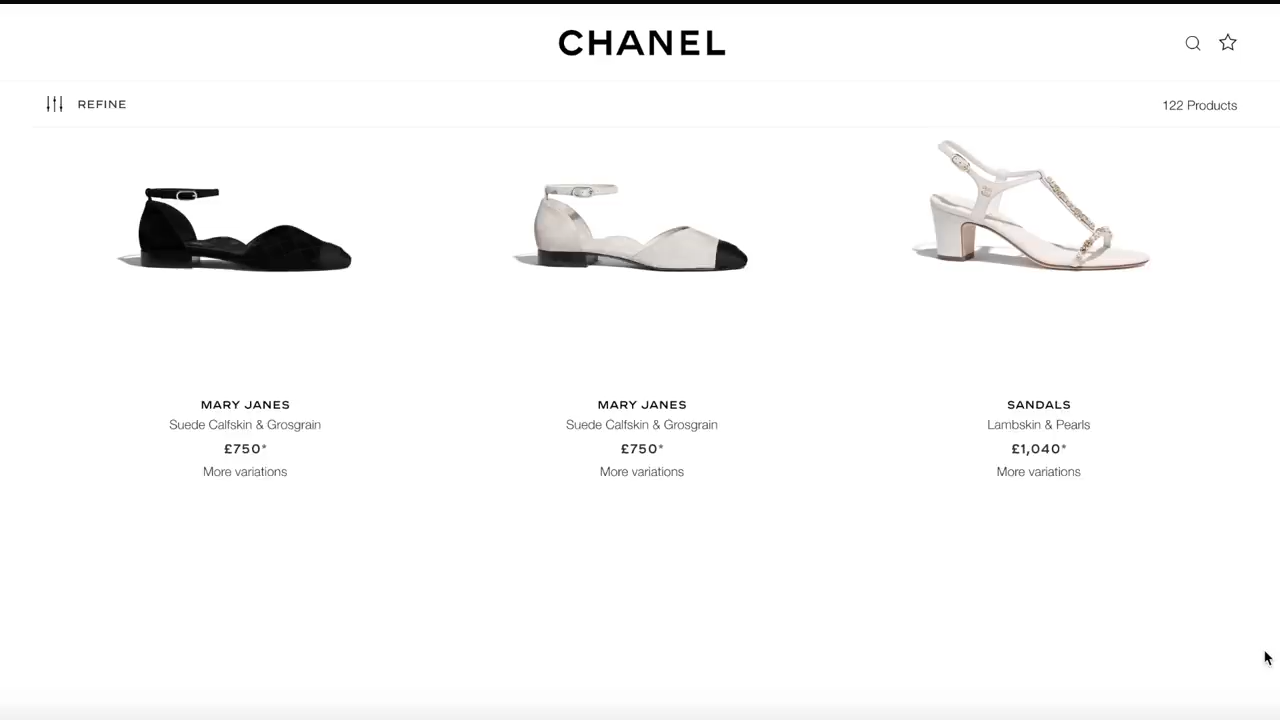 CHANEL
REFINE
122 Products
MARY JANES
Suede Calfskin & Grosgrain
£750*
More variations
MARY JANES
Suede Calfskin & Grosgrain
£750*
More variations
SANDALS
Lambskin & Pearls
£1,040*
More variations